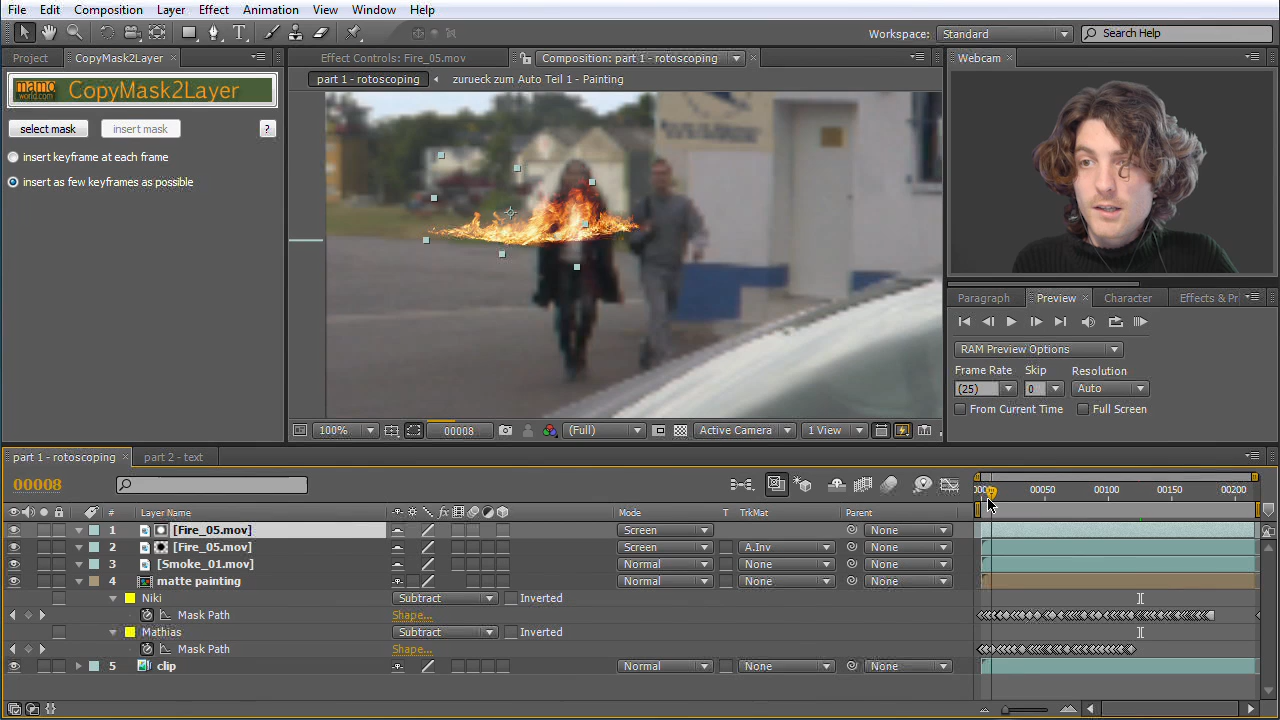 File Edit Composition Layer Effect Animation View Window Help
Workspace: Standard Search Help
Project CopyMask2Layer
Effect Controls: Fire_05.mov Composition: part 1 - rotoscoping
Webcam
part 1 - rotoscoping zurueck zum Auto Teil 1 - Painting
mamo world.com CopyMask2Layer
select mask insert mask ?
insert keyframe at each frame
insert as few keyframes as possible
Paragraph Preview Character Effects & Pr
RAM Preview Options
Frame Rate Skip Resolution
(25) 0 Auto
From Current Time Full Screen
100% 00008 (Full) Active Camera 1 View
part 1 - rotoscoping part 2 - text
00008
00050 00100 00150 00200
Layer Name Mode T TrkMat Parent
1 [Fire_05.mov] Screen None
2 [Fire_05.mov] Screen A.Inv None
3 [Smoke_01.mov] Normal None None
4 matte painting Normal None None
Niki Subtract Inverted
Mask Path Shape...
Mathias Subtract Inverted
Mask Path Shape...
5 clip Normal None None